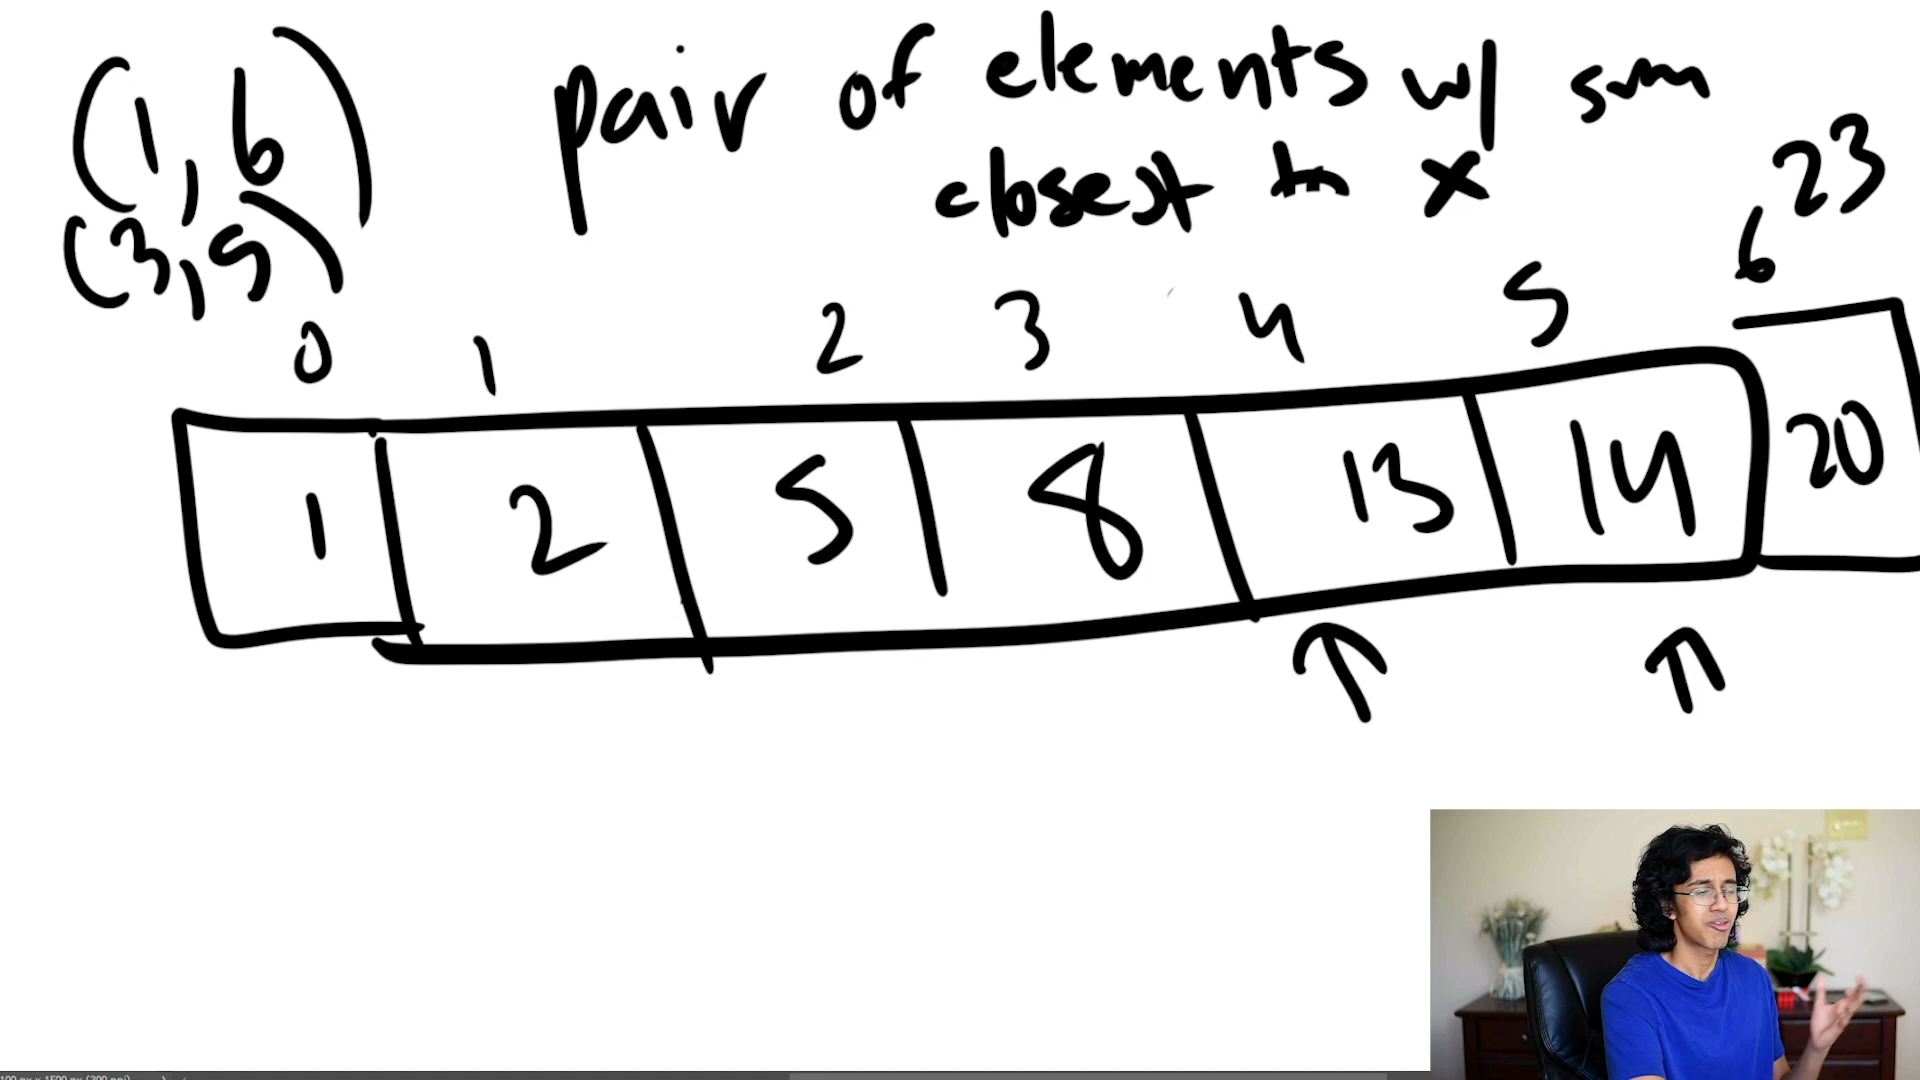 (1, 6)
pair of elements w/ sum
closest to x
23
(3, 5)
0 1 2 3 4 5 6
1 2 5 8 13 14 20